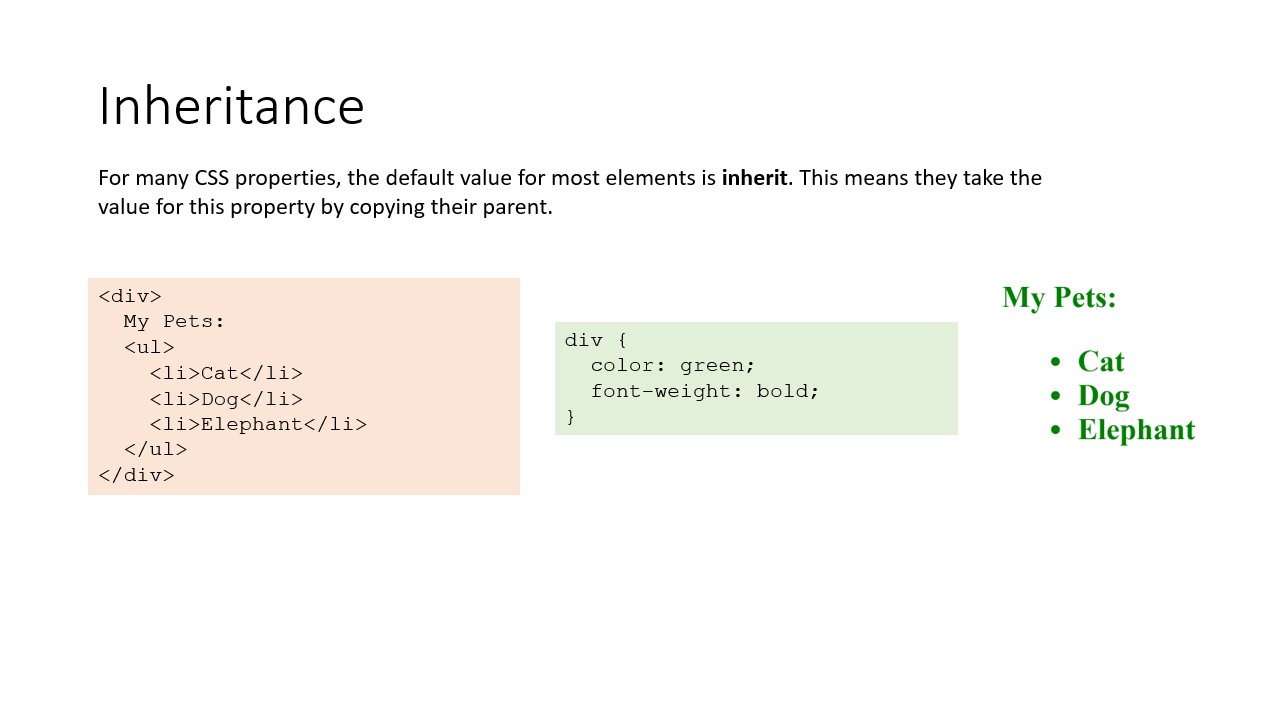 Inheritance
For many CSS properties, the default value for most elements is inherit. This means they take the
value for this property by copying their parent.
<div>
  My Pets:
  <ul>
    <li>Cat</li>
    <li>Dog</li>
    <li>Elephant</li>
  </ul>
</div>
div {
  color: green;
  font-weight: bold;
}
My Pets:
• Cat
• Dog
• Elephant